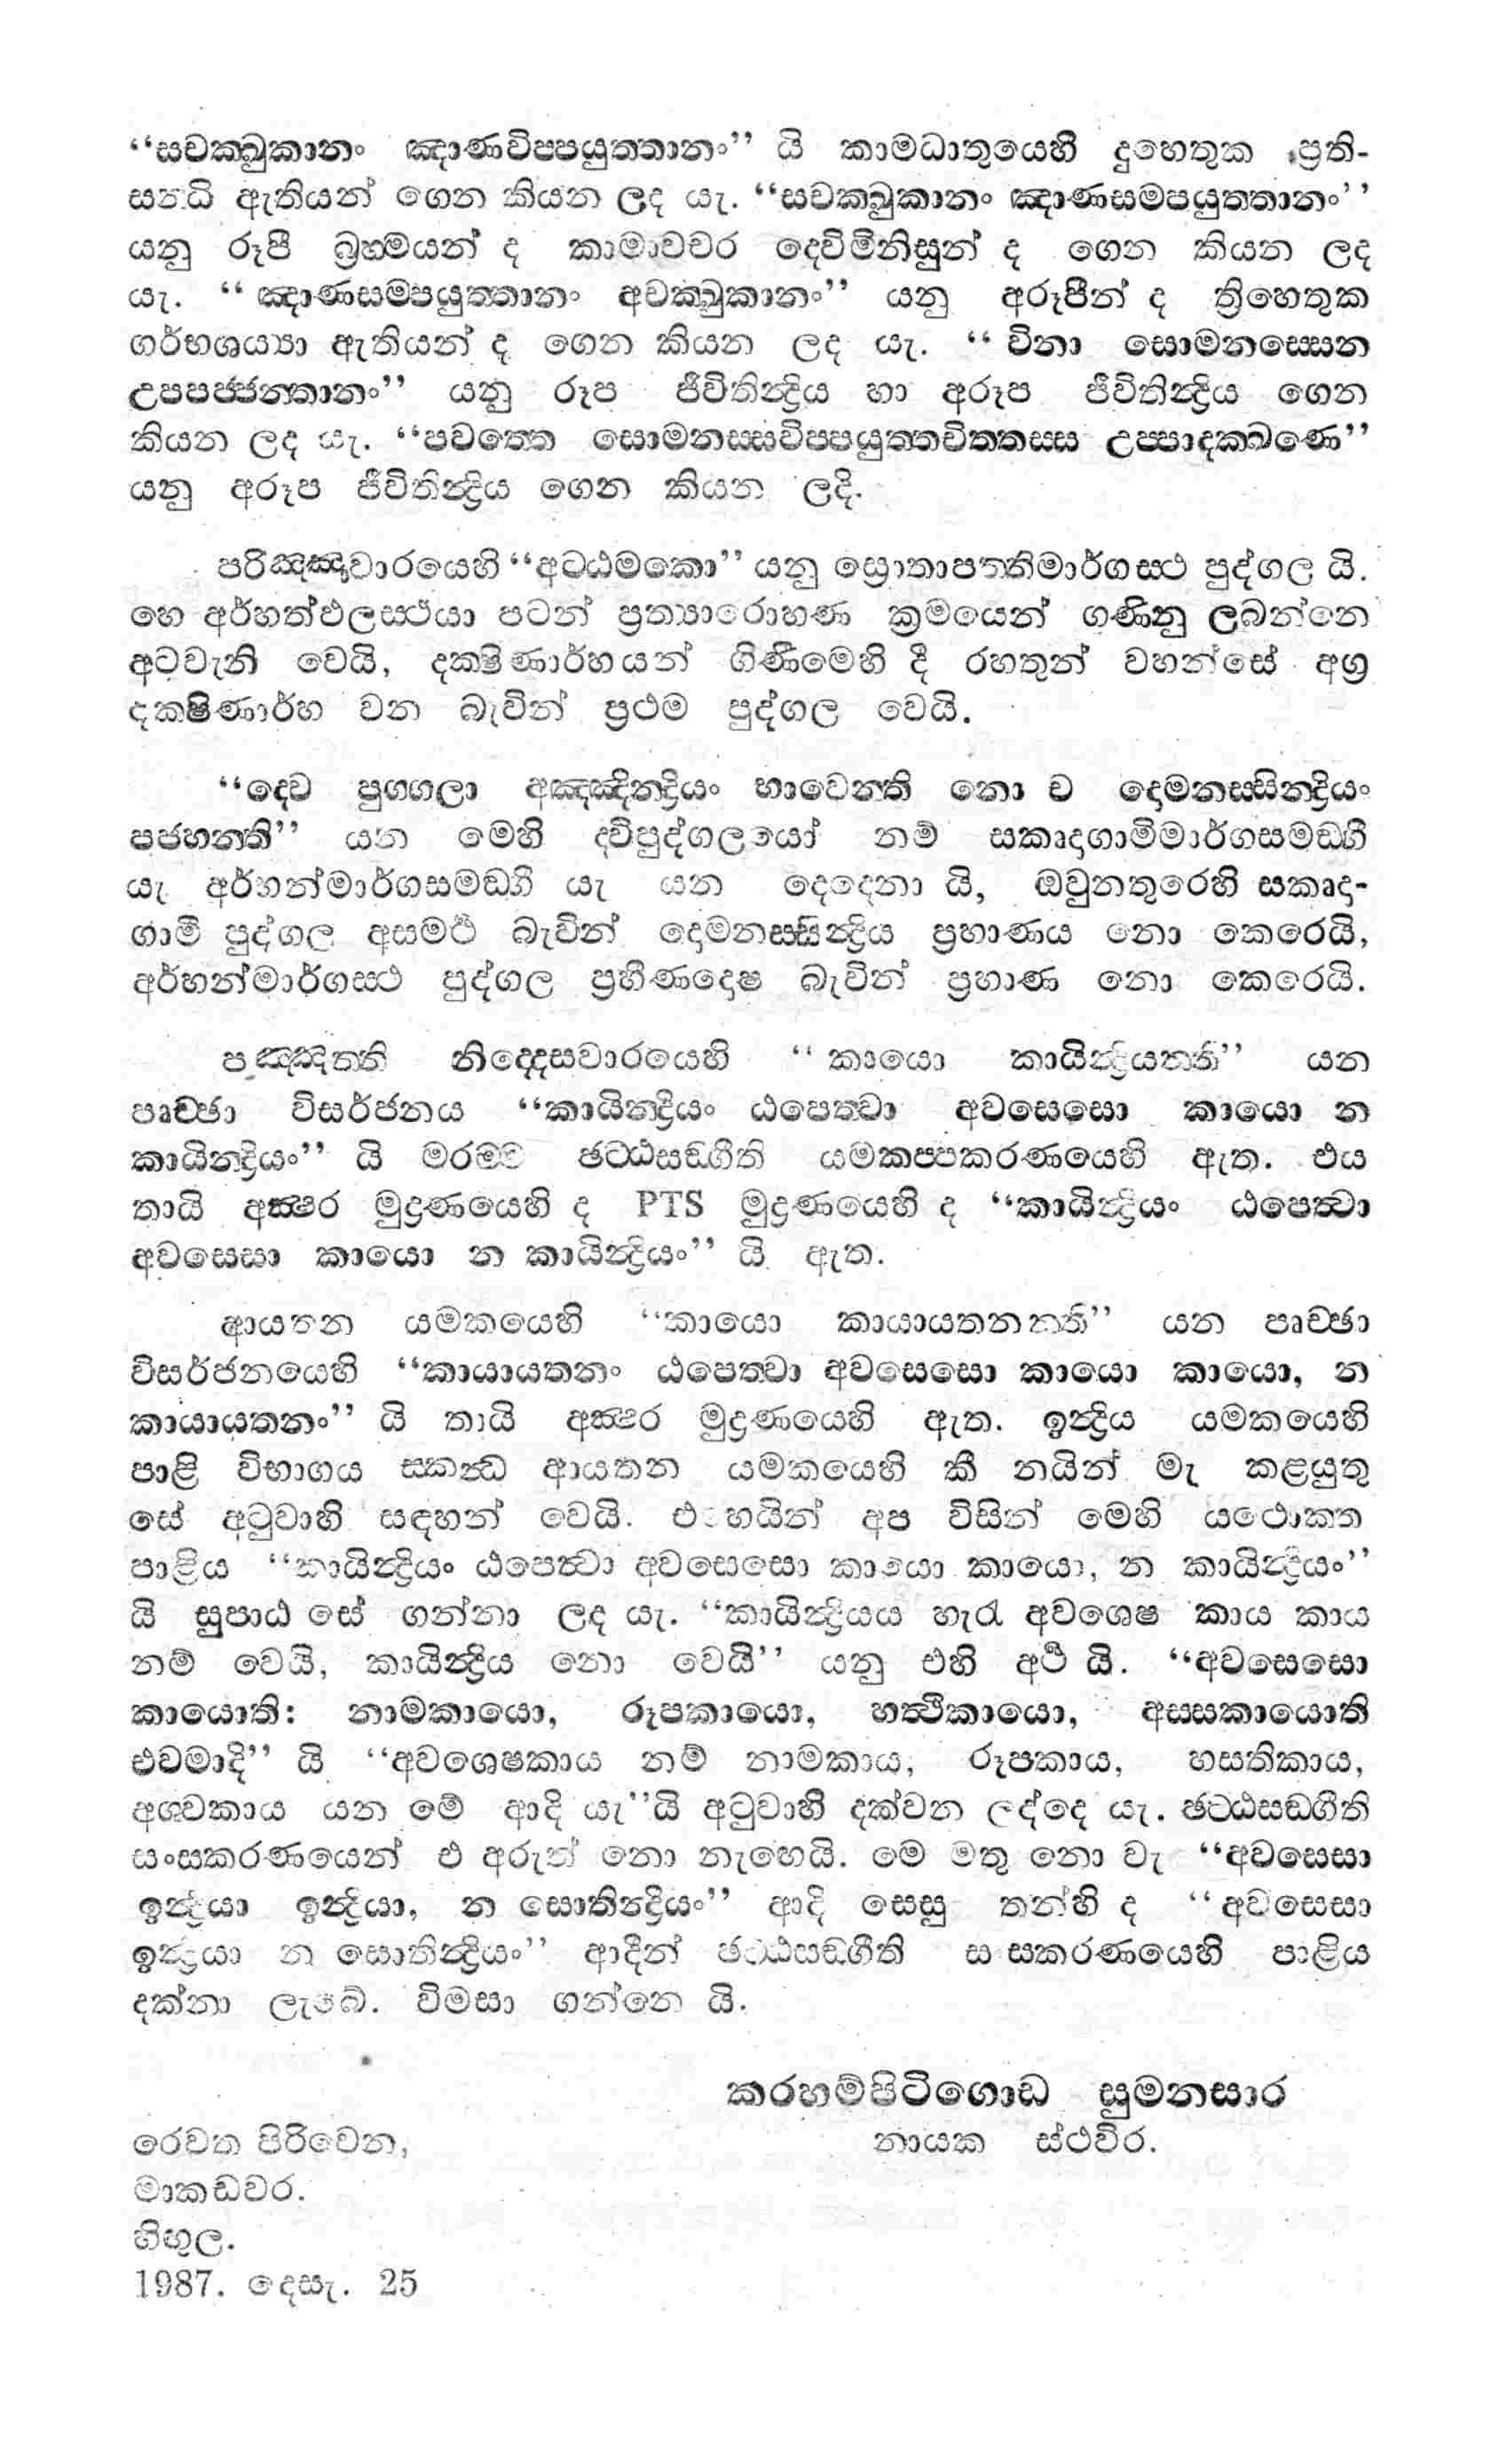 “සචක්ඛුකානං ඤාණවිප්පයුත්තානං” යි කාමධාතුයෙහි දුහෙතුක ප්‍රති-
සන්ධි ඇතියන් ගෙන කියන ලද යැ. “සචක්ඛුකානං ඤාණසම්පයුත්තානං”
යනු රූපී බ්‍රහ්මයන් ද කාමාවචර දෙවිමිනිසුන් ද ගෙන කියන ලද
යැ. “ඤාණසම්පයුත්තානං අචක්ඛුකානං” යනු අරූපීන් ද ත්‍රිහෙතුක
ගර්භශය්‍යා ඇතියන් ද ගෙන කියන ලද යැ. “විනා සොමනස්සෙන
උපපජ්ජන්තානං” යනු රූප ජීවිතින්‍ද්‍රිය හා අරූප ජීවිතින්‍ද්‍රිය ගෙන
කියන ලද යැ. “පවත්තෙ සොමනස්සවිප්පයුත්තචිත්තස්ස උප්පාදක්ඛණෙ”
යනු අරූප ජීවිතින්‍ද්‍රිය ගෙන කියන ලදි.
පරිඤ්ඤාවාරයෙහි “අට්ඨමකො” යනු ස්‍රොතාපත්තිමාර්ගස්ථ පුද්ගල යි.
හෙ අර්හත්ඵලස්ථයා පටන් ප්‍රත්‍යාරොහණ ක්‍රමයෙන් ගණිනු ලබන්නෙ
අටවැනි වෙයි, දක්ෂිණාර්හයන් ගිණීමෙහි දී රහතුන් වහන්සේ අග්‍ර
දක්ෂිණාර්හ වන බැවින් ප්‍රථම පුද්ගල වෙයි.
“ද්වෙ පුග්ගලා අඤ්ඤින්ද්‍රියං භාවෙන්ති නො ච දොමනස්සින්ද්‍රියං
පජහන්ති” යන මෙහි ද්විපුද්ගලයෝ නම් සකෘදාගාමිමාර්ගසමඞ්ගී
යැ අර්හන්මාර්ගසමඞ්ගී යැ යන දෙදෙනා යි, ඔවුනතුරෙහි සකෘදා-
ගාමී පුද්ගල අසමර්ථ බැවින් දොමනස්සින්‍ද්‍රිය ප්‍රහාණය නො කෙරෙයි,
අර්හන්මාර්ගස්ථ පුද්ගල ප්‍රහීණදොෂ බැවින් ප්‍රහාණ නො කෙරෙයි.
පඤ්ඤත්ති නිද්දෙසවාරයෙහි “කායො කායින්‍ද්‍රියන්ති” යන
පෘච්ඡා විසර්ජනය “කායින්ද්‍රියං ඨපෙත්වා අවසෙසො කායො න
කායින්ද්‍රියං” යි මරම්ම ඡට්ඨසඞ්ගීති යමකප්පකරණයෙහි ඇත. එය
තායි අක්‍ෂර මුද්‍රණයෙහි ද PTS මුද්‍රණයෙහි ද “කායින්‍ද්‍රියං ඨපෙත්‍වා
අවසෙසා කායො න කායින්‍ද්‍රියං” යි ඇත.
ආයතන යමකයෙහි “කායො කායායතනන්ති” යන පෘච්ඡා
විසර්ජනයෙහි “කායායතනං ඨපෙත්වා අවසෙසො කායො කායො, න
කායායතනං” යි තායි අක්‍ෂර මුද්‍රණයෙහි ඇත. ඉන්‍ද්‍රිය යමකයෙහි
පාළි විභාගය ස්කන්‍ධ ආයතන යමකයෙහි කී නයින් මැ කළයුතු
සේ අටුවාහි සඳහන් වෙයි. එහෙයින් අප විසින් මෙහි යථොක්ත
පාළිය “කායින්‍ද්‍රියං ඨපෙත්‍වා අවසෙසො කායො කායො, න කායින්‍ද්‍රියං”
යි සුපාඨ සේ ගන්නා ලද යැ. “කායින්‍ද්‍රියය හැර අවශෙෂ කාය කාය
නම් වෙයි, කායින්‍ද්‍රිය නො වෙයි” යනු එහි අර්ථ යි. “අවසෙසො
කායොති: නාමකායො, රූපකායො, හත්‍ථිකායො, අස්සකායොති
එවමාදි” යි “අවශෙෂකාය නම් නාමකාය, රූපකාය, හස්තිකාය,
අශ්වකාය යන මේ ආදි යැ”යි අටුවාහි දක්වන ලද්දෙ යැ. ඡට්ඨසඞ්ගීති
සංස්කරණයෙන් එ අරුත් නො නැඟෙයි. මෙ මතු නො වැ “අවසෙසා
ඉන්‍ද්‍රියා ඉන්‍ද්‍රියා, න සොතින්ද්‍රියං” ආදි සෙසු තන්හි ද “අවසෙසා
ඉන්‍ද්‍රියා න සොතින්‍ද්‍රියං” ආදීන් ඡට්ඨසඞ්ගීති සංස්කරණයෙහි පාළිය
දක්නා ලැබේ. විමසා ගන්නෙ යි.
කරහම්පිටිගොඩ සුමනසාර
නායක ස්ථවිර.
රෙවත පිරිවෙන,
මාකඩවර.
හිඟුල.
1987. දෙසැ. 25